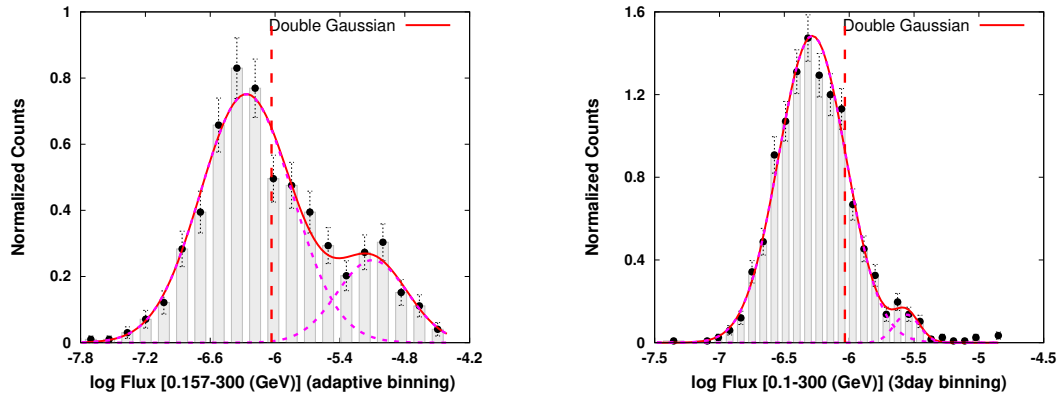 Double Gaussian
Normalized Counts
1
0.8
0.6
0.4
0.2
0
-7.8 -7.2 -6.6 -6 -5.4 -4.8 -4.2
log Flux [0.157-300 (GeV)] (adaptive binning)
Double Gaussian
Normalized Counts
1.6
1.2
0.8
0.4
0
-7.5 -7 -6.5 -6 -5.5 -5 -4.5
log Flux [0.1-300 (GeV)] (3day binning)